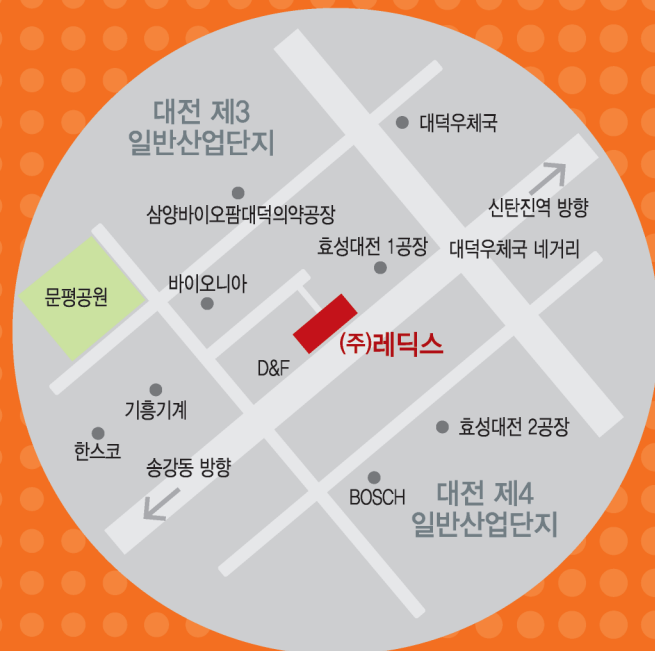 대전 제3
일반산업단지
대덕우체국
삼양바이오팜대덕의약공장
신탄진역 방향
효성대전 1공장
대덕우체국 네거리
바이오니아
문평공원
(주)레딕스
D&F
기흥기계
한스코
효성대전 2공장
송강동 방향
BOSCH
대전 제4
일반산업단지